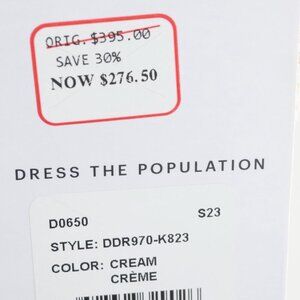 ORIG. $395.00
SAVE 30%
NOW $276.50
DRESS THE POPULATION
D0650 S23
STYLE: DDR970-K823
COLOR: CREAM
CRÈME